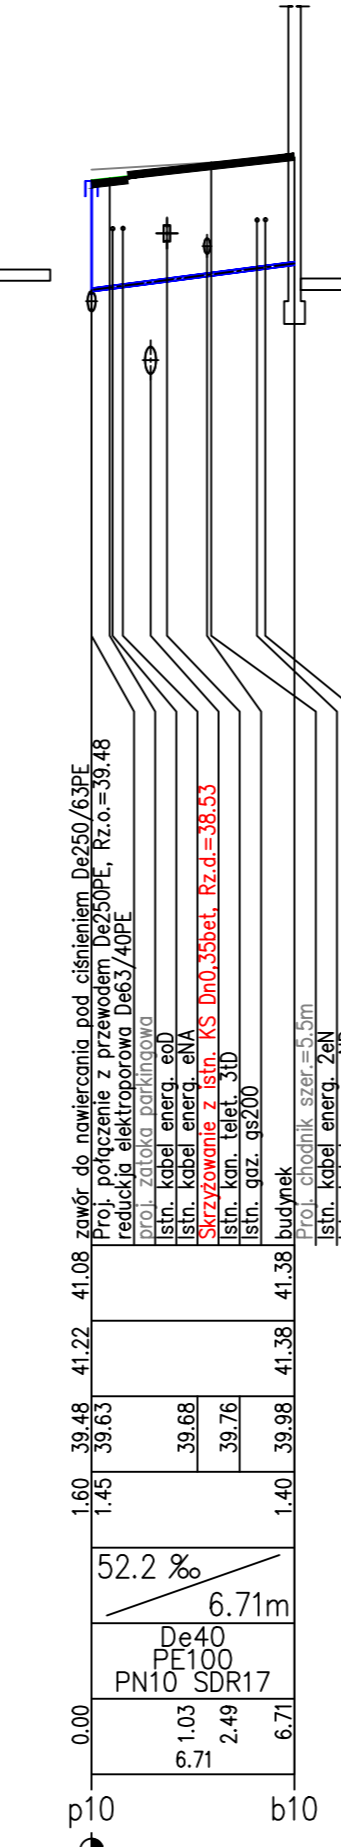 zawór do nawiercania pod ciśnieniem De250/63PE
Proj. połączenie z przewodem De250PE, Rz.o.=39.48
reduckja elektroporowa De63/40PE
proj. zatoka parkingowa
Istn. kabel energ. eoD
Istn. kabel energ. eNA
Skrzyżowanie z istn. KS Dn0,35bet, Rz.d.=38.53
Istn. kan. telet. 3tD
Istn. gaz. gs200
budynek
Proj. chodnik szer.=5.5m
Istn. kabel energ. 2eN
41.08 41.38
41.22 41.38
39.48 39.63 39.68 39.76 39.98
1.60 1.45 1.40
52.2 ‰
6.71m
De40
PE100
PN10 SDR17
0.00 1.03 2.49 6.71
6.71
p10 b10